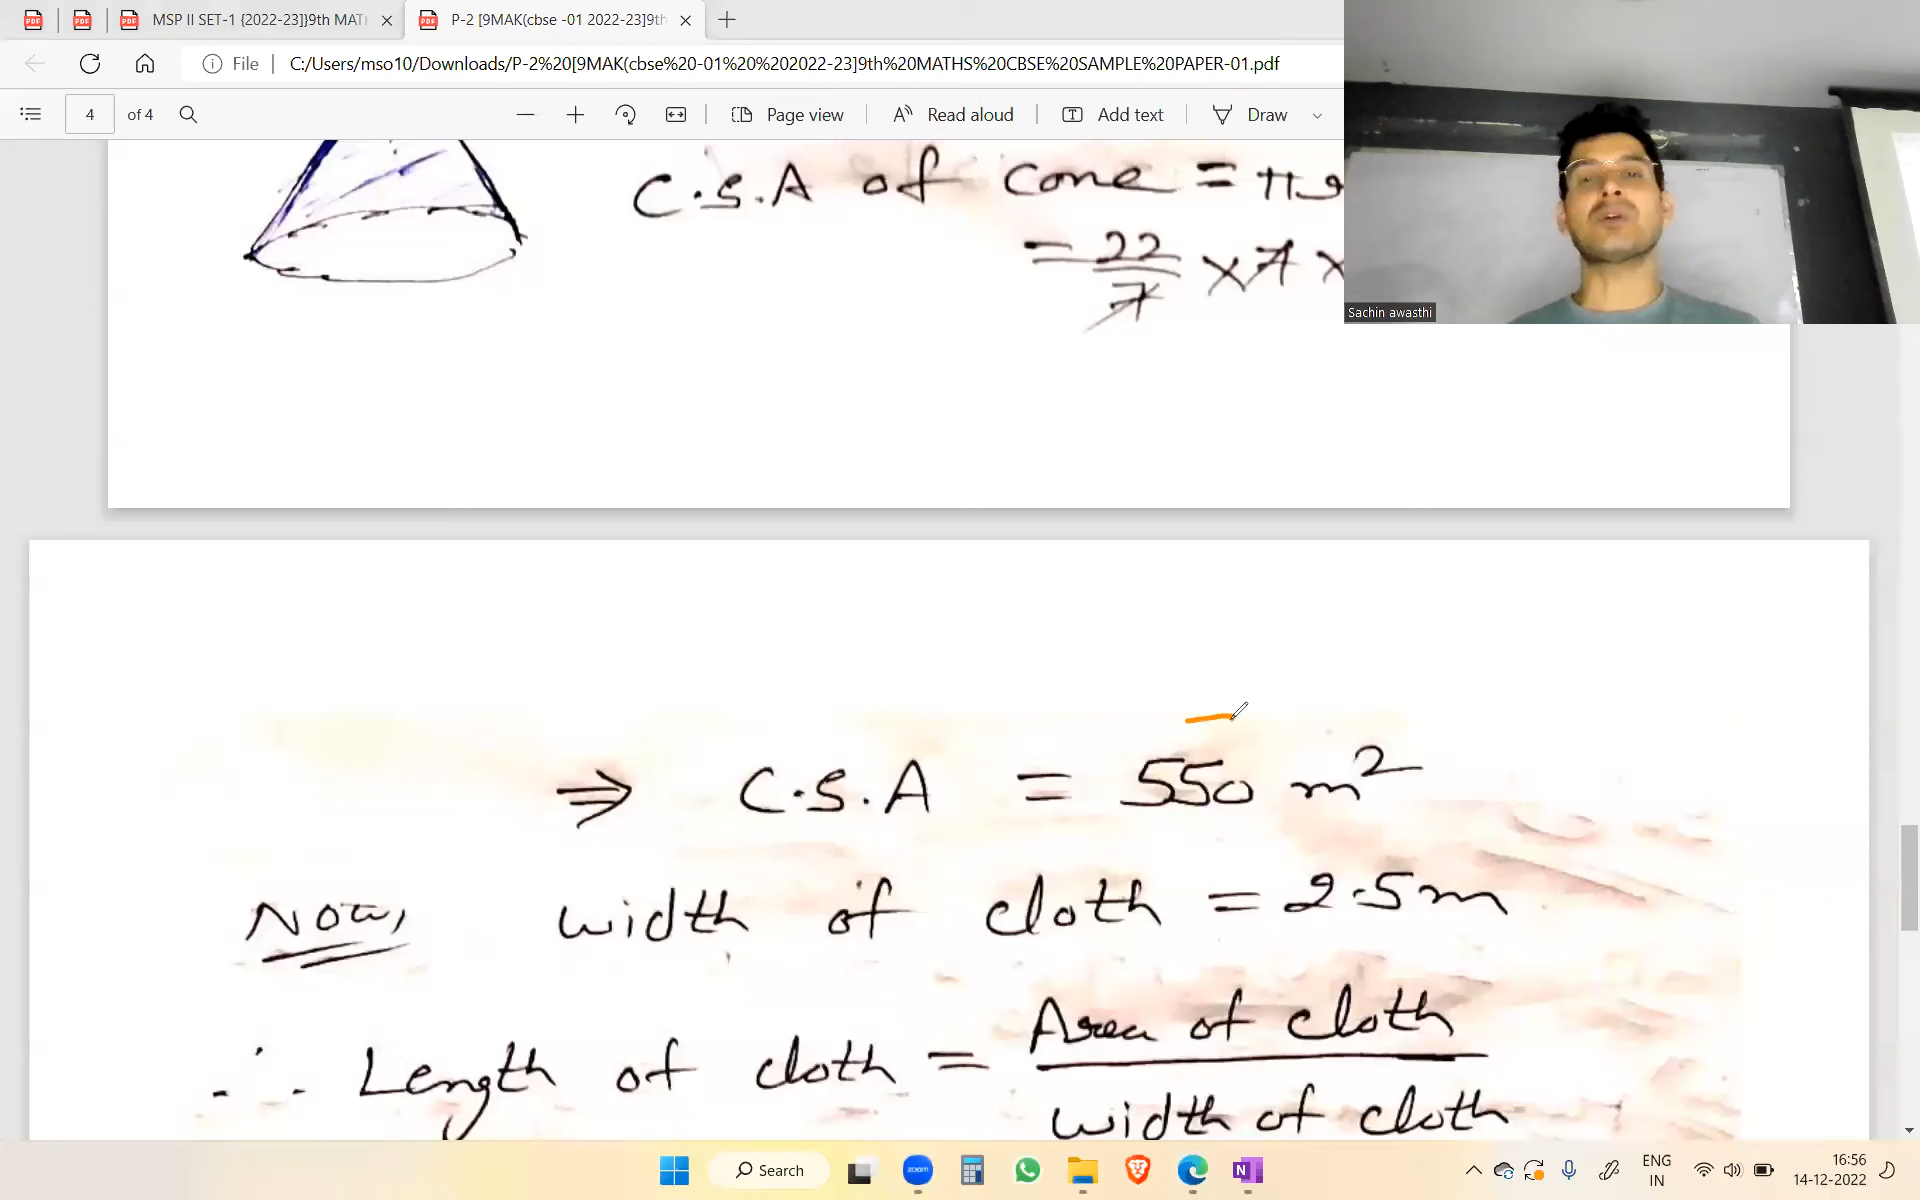 MSP II SET-1 {2022-23]}9th MATH
P-2 [9MAK(cbse -01 2022-23]9th
File
C:/Users/mso10/Downloads/P-2%20[9MAK(cbse%20-01%20%202022-23]9th%20MATHS%20CBSE%20SAMPLE%20PAPER-01.pdf
4 of 4
Page view
Read aloud
Add text
Draw
C.S.A of cone = πr
= 22/7 × 7 ×
Sachin awasthi
⇒ C.S.A = 550 m²
Now, width of cloth = 2.5m
∴ Length of cloth = Area of cloth
width of cloth
Search
zoom
ENG
IN
16:56
14-12-2022